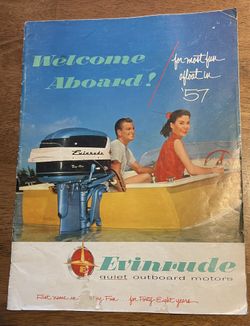 Welcome
Aboard!
for most fun
afloat in
'57
Evinrude
Evinrude
quiet outboard motors
First name in Fun for Forty-Eight years